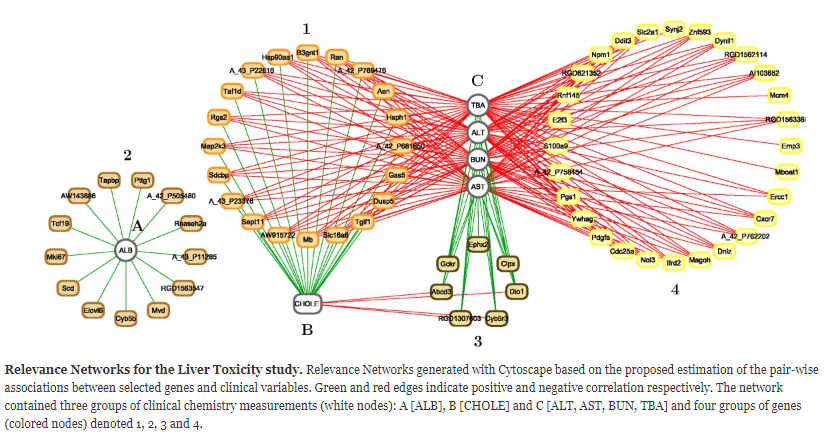 1
B3gnt1
Ran
Hsp90aa1
A_42_P769476
A_43_P22616
Aen
Taf1d
Hsph1
Rgs2
A_42_P681650
Map2k3
Gas5
Sdcbp
Dusp5
A_43_P23376
Tgif1
Sept11
Slc16a6
AW915722
Mb
CHOLE
B
2
Tapbp
Ptlg1
AW143886
A_42_P505480
Tcf19
A
Rnaseh2a
ALB
Mki67
A_43_P11285
Scd
RGD1563547
Elovl6
Mvd
Cyb5b
C
TBA
ALT
BUN
AST
Ephx2
Gckr
Clpx
Abcd3
Dio1
RGD1307603
Cyb5r3
3
Synj2
Slc2a1
Znf593
Ddit3
Dynll1
Npm1
RGD1562114
RGD621352
AI103652
Rnf145
Mcm4
E2f3
RGD1563366
S100a9
Emp3
A_42_P758454
Mboat1
Pgs1
Ercc1
Ywhag
Cxcr7
Pdgfa
A_42_P762202
Cdc25a
Dnlz
Nol3
Ifrd2
Magoh
4
Relevance Networks for the Liver Toxicity study. Relevance Networks generated with Cytoscape based on the proposed estimation of the pair-wise
associations between selected genes and clinical variables. Green and red edges indicate positive and negative correlation respectively. The network
contained three groups of clinical chemistry measurements (white nodes): A [ALB], B [CHOLE] and C [ALT, AST, BUN, TBA] and four groups of genes
(colored nodes) denoted 1, 2, 3 and 4.